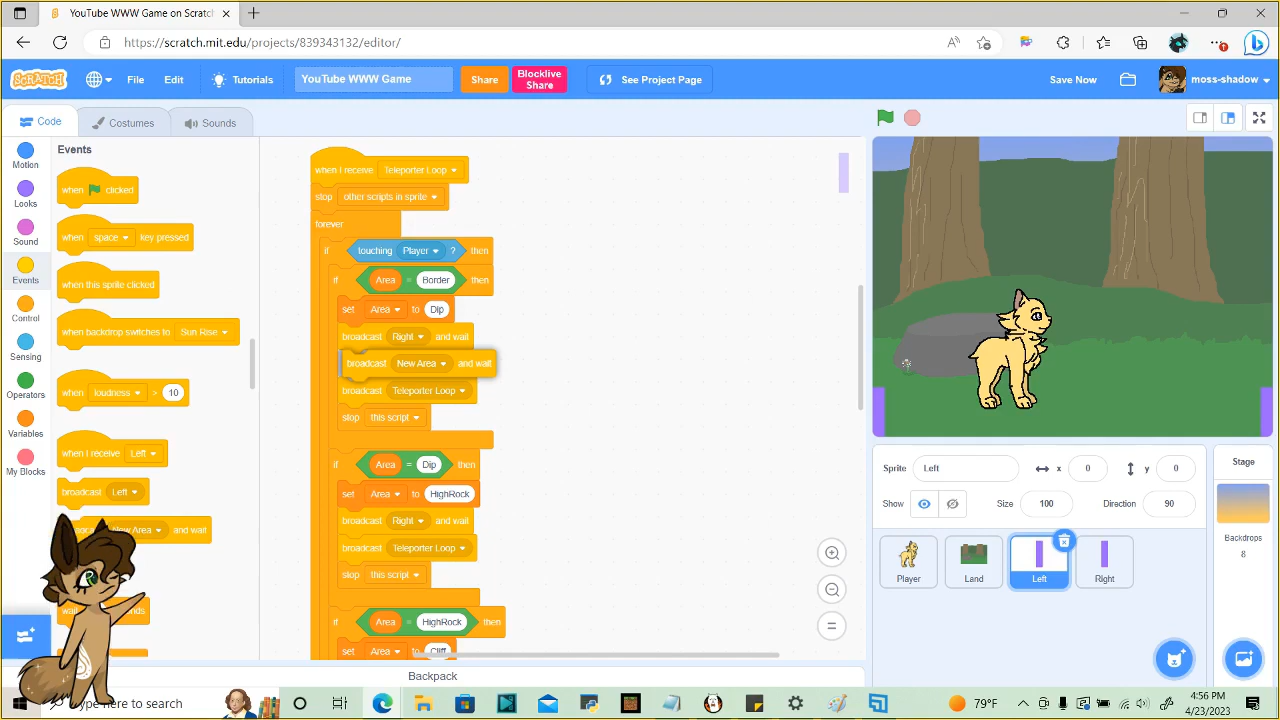 YouTube WWW Game on Scratch
https://scratch.mit.edu/projects/839343132/editor/
SCRATCH
File
Edit
Tutorials
YouTube WWW Game
Share
Blocklive
Share
See Project Page
Save Now
moss-shadow
Code
Costumes
Sounds
Motion
Looks
Sound
Events
Control
Sensing
Operators
Variables
My Blocks
Events
when clicked
when space key pressed
when this sprite clicked
when backdrop switches to Sun Rise
when loudness > 10
when I receive Left
broadcast Left
New Area and wait
wait
when I receive Teleporter Loop
stop other scripts in sprite
forever
if touching Player ? then
if Area = Border then
set Area to Dip
broadcast Right and wait
broadcast New Area and wait
broadcast Teleporter Loop
stop this script
if Area = Dip then
set Area to HighRock
broadcast Right and wait
broadcast Teleporter Loop
stop this script
if Area = HighRock then
set Area to Cliff
Backpack
Sprite Left x 0 y 0
Show Size 100 Direction 90
Player
Land
Left
Right
Stage
Backdrops
8
pe here to search
79°F
4:56 PM
4/23/2023